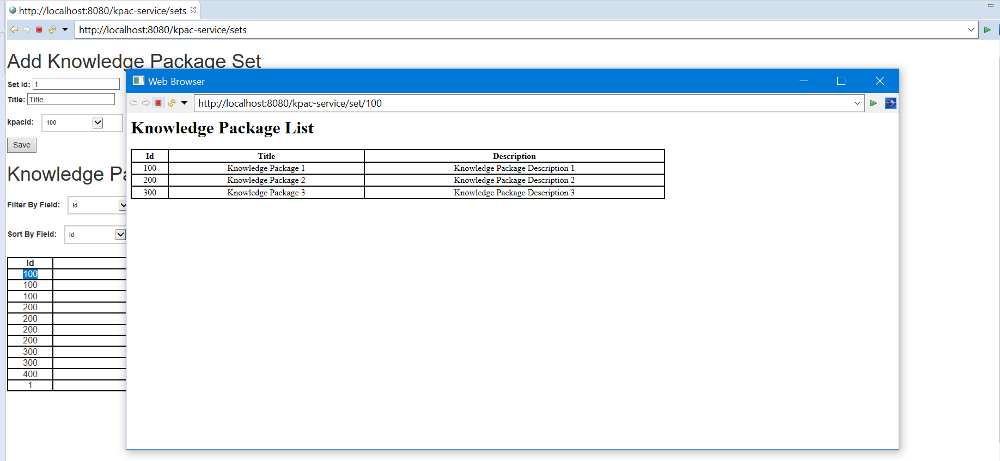 http://localhost:8080/kpac-service/sets
http://localhost:8080/kpac-service/sets
Add Knowledge Package Set
Set Id: 1
Title: Title
kpacId: 100
Save
Knowledge Pa
Filter By Field: Id
Sort By Field: Id
Id
100
100
100
200
200
200
200
300
300
400
1
Web Browser
http://localhost:8080/kpac-service/set/100
Knowledge Package List
Id Title Description
100 Knowledge Package 1 Knowledge Package Description 1
200 Knowledge Package 2 Knowledge Package Description 2
300 Knowledge Package 3 Knowledge Package Description 3